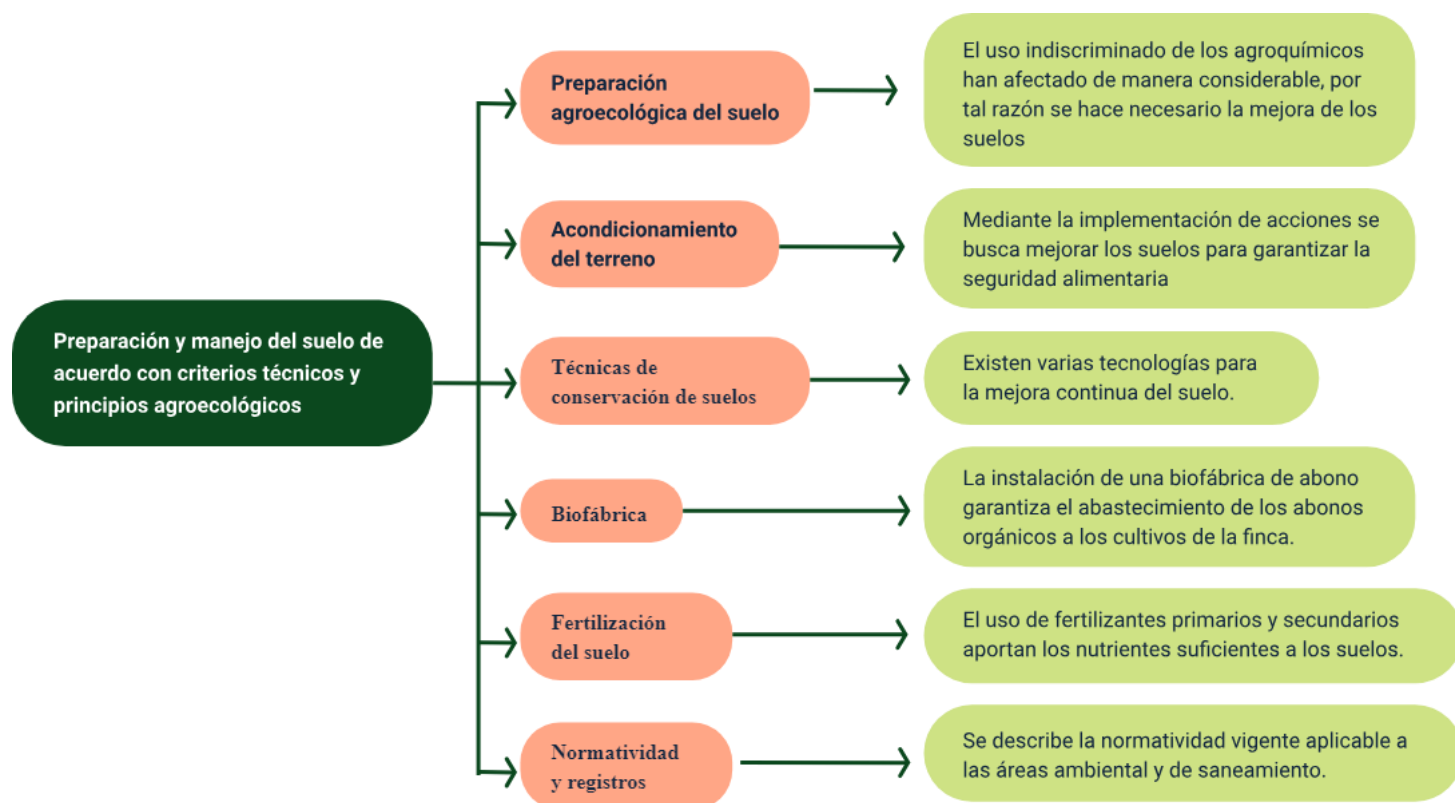 Preparación y manejo del suelo de
acuerdo con criterios técnicos y
principios agroecológicos
Preparación
agroecológica del suelo
El uso indiscriminado de los agroquímicos
han afectado de manera considerable, por
tal razón se hace necesario la mejora de los
suelos
Acondicionamiento
del terreno
Mediante la implementación de acciones se
busca mejorar los suelos para garantizar la
seguridad alimentaria
Técnicas de
conservación de suelos
Existen varias tecnologías para
la mejora continua del suelo.
Biofábrica
La instalación de una biofábrica de abono
garantiza el abastecimiento de los abonos
orgánicos a los cultivos de la finca.
Fertilización
del suelo
El uso de fertilizantes primarios y secundarios
aportan los nutrientes suficientes a los suelos.
Normatividad
y registros
Se describe la normatividad vigente aplicable a
las áreas ambiental y de saneamiento.